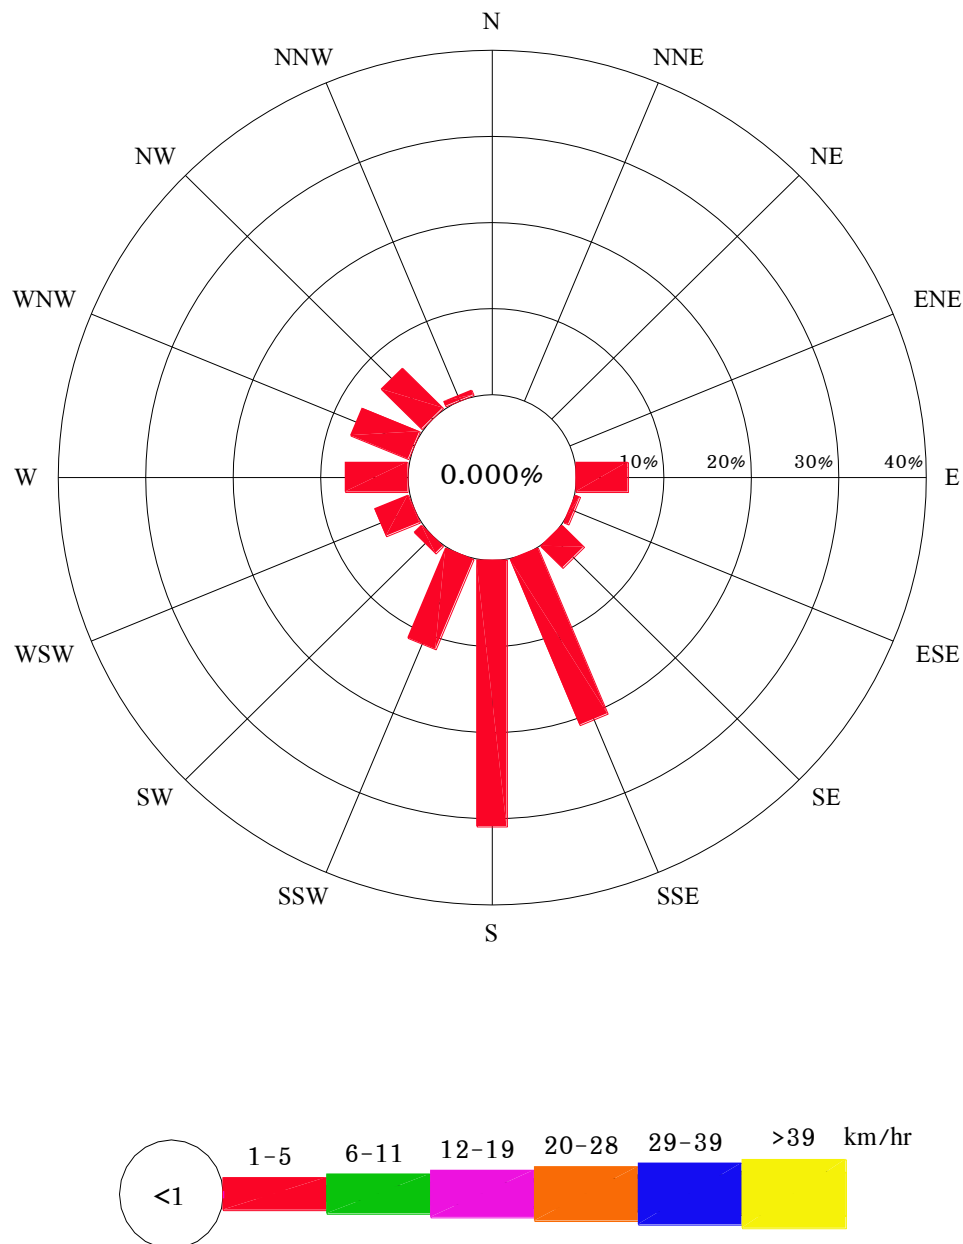 N
NNW NNE
NW NE
WNW ENE
10% 20% 30% 40%
W 0.000% E
WSW ESE
SW SE
SSW SSE
S
1-5 6-11 12-19 20-28 29-39 >39 km/hr
<1